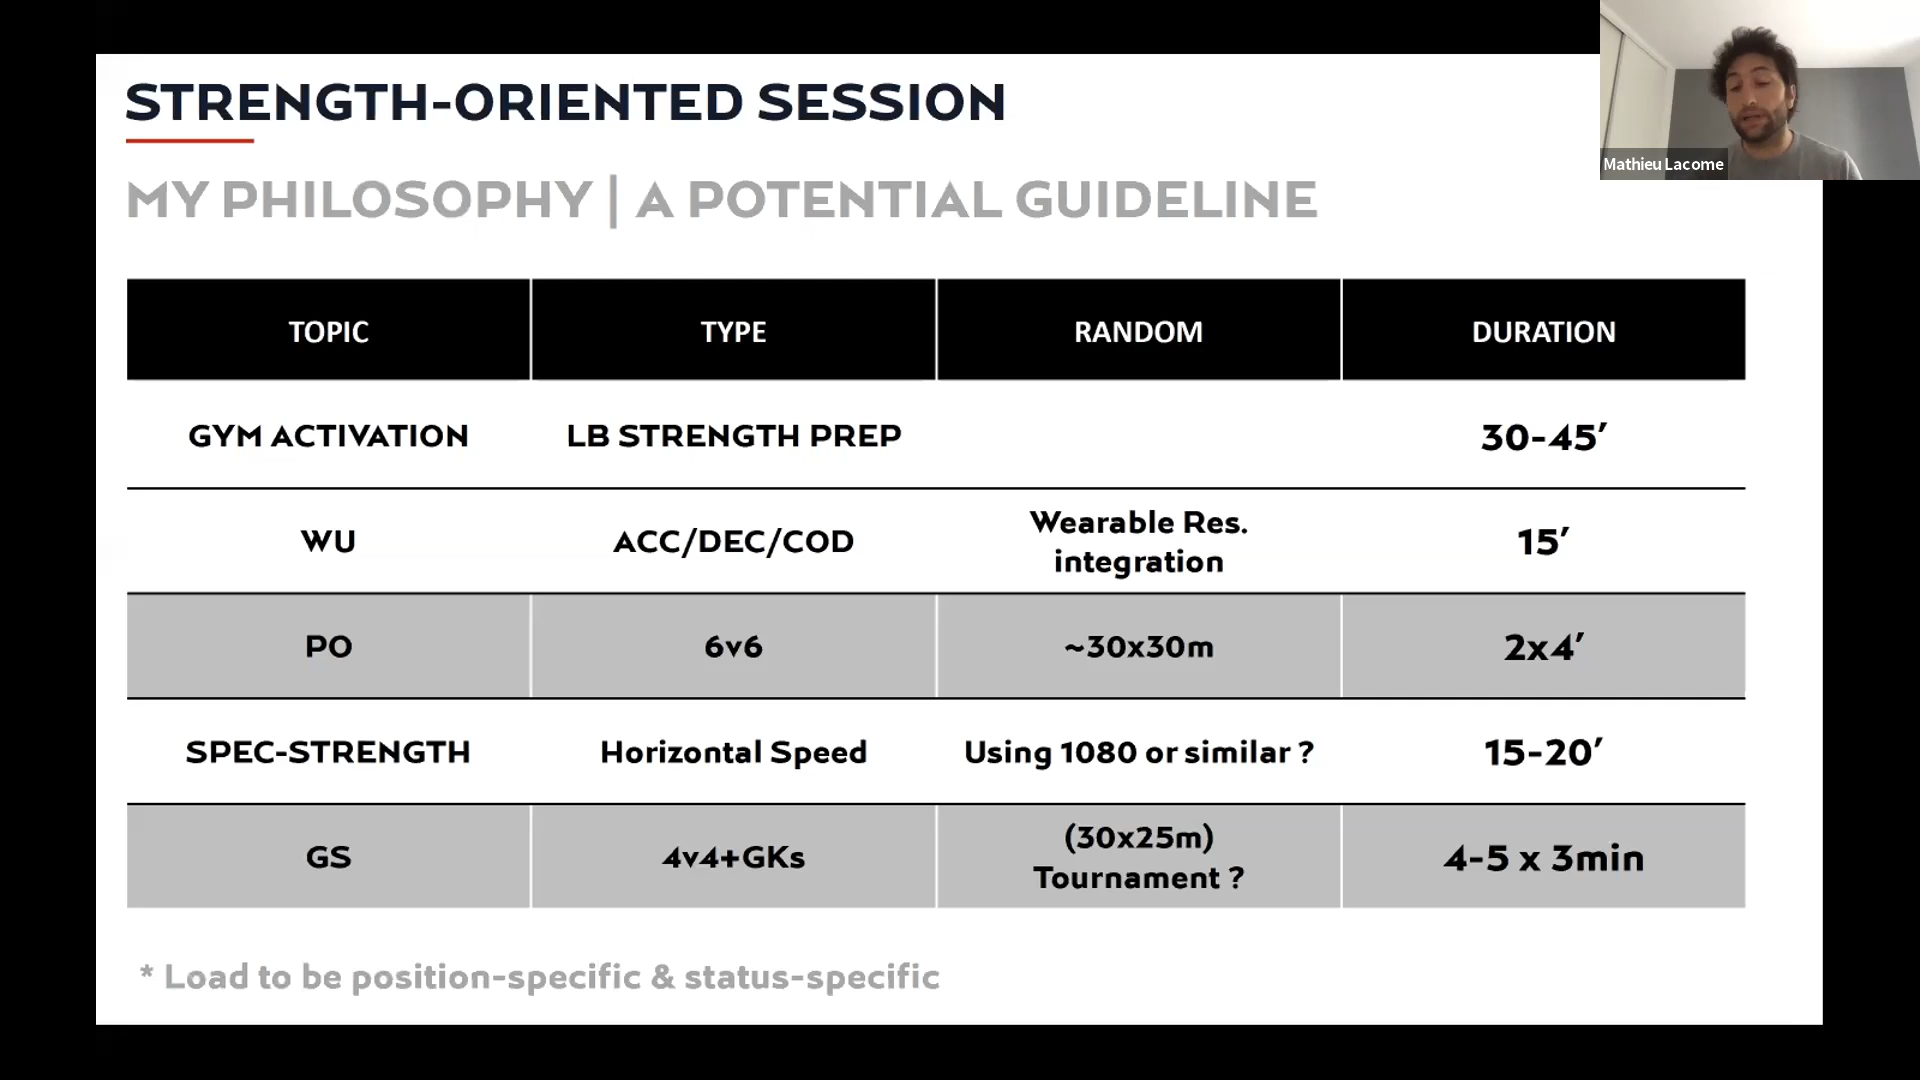 STRENGTH-ORIENTED SESSION
Mathieu Lacome
MY PHILOSOPHY | A POTENTIAL GUIDELINE
TOPIC TYPE RANDOM DURATION
GYM ACTIVATION LB STRENGTH PREP 30-45′
WU ACC/DEC/COD Wearable Res. integration 15′
PO 6v6 ~30x30m 2x4′
SPEC-STRENGTH Horizontal Speed Using 1080 or similar ? 15-20′
GS 4v4+GKs (30x25m) Tournament ? 4-5 x 3min
* Load to be position-specific & status-specific